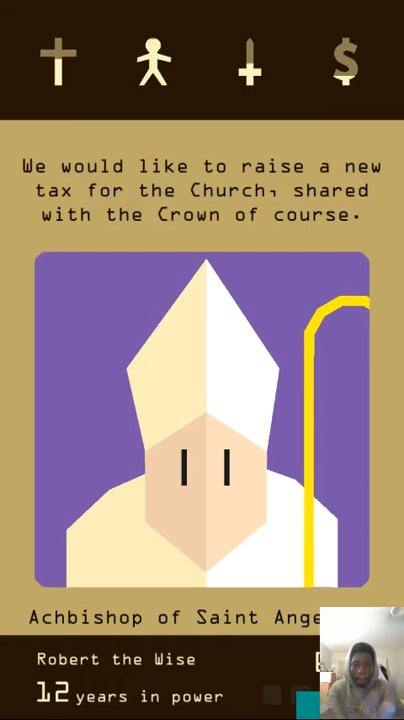 We would like to raise a new
tax for the Church, shared
with the Crown of course.
Achbishop of Saint
Robert the Wise
12 years in power